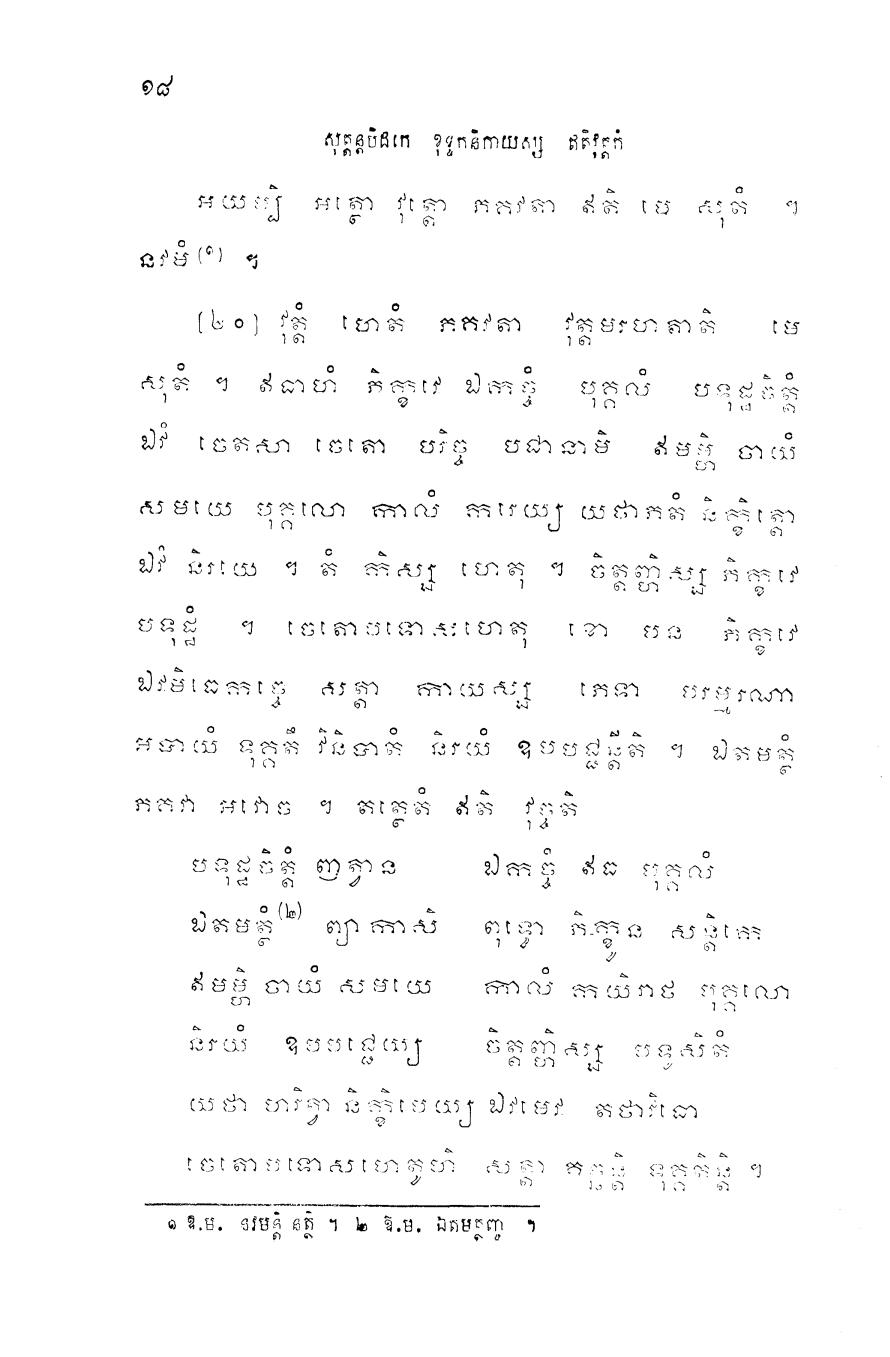 ១៨
សុត្តន្តបិដកេ ខុទ្ទកនិកាយស្ស ឥតិវុត្តកំ
អយម្បិ អត្ថោ វុត្តោ ភគវតា ឥតិ មេ សុតំ ។
នវមំ(១) ។
(២០) វុត្តំ ហេតំ ភគវតា វុត្តមរហតាតិ មេ
សុតំ ។ ឥធាហំ ភិក្ខវេ ឯកច្ចំ បុគ្គលំ បទុដ្ឋចិត្តំ
ឯវំ ចេតសា ចេតោ បរិច្ច បជានាមិ ឥមម្ហិ ចាយំ
សមយេ បុគ្គលោ កាលំ ករេយ្យ យថាភតំ និក្ខិត្តោ
ឯវំ និរយេ ។ តំ កិស្ស ហេតុ ។ ចិត្តញ្ហិស្ស ភិក្ខវេ
បទុដ្ឋំ ។ ចេតោបទោសហេតុ ខោ បន ភិក្ខវេ
ឯវមិធេកច្ចេ សត្តា កាយស្ស ភេទា បរម្មរណា
អបាយំ ទុគ្គតឹ វិនិបាតំ និរយំ ឧបបជ្ជន្តីតិ ។ ឯតមត្ថំ
ភគវា អវោច ។ តត្ថេតំ ឥតិ វុច្ចតិ
បទុដ្ឋចិត្តំ ញត្វាន ឯកច្ចំ ឥធ បុគ្គលំ
ឯតមត្ថំ(២) ព្យាកាសិ ពុទ្ធោ ភិក្ខូន សន្តិកេ
ឥមម្ហិ ចាយំ សមយេ កាលំ កយិរាថ បុគ្គលោ
និរយំ ឧបបជ្ជេយ្យ ចិត្តញ្ហិស្ស បទូសិតំ
យថា ហរិត្វា និក្ខិបេយ្យ ឯវមេវ តថាវិធោ
ចេតោបទោសហេតូហិ សត្តា គច្ឆន្តិ ទុគ្គតិន្តិ ។
១ ឱ.ម. នវមន្តិ នត្ថិ ។ ២ ឱ.ម. ឯតមត្ថញ្ច ។